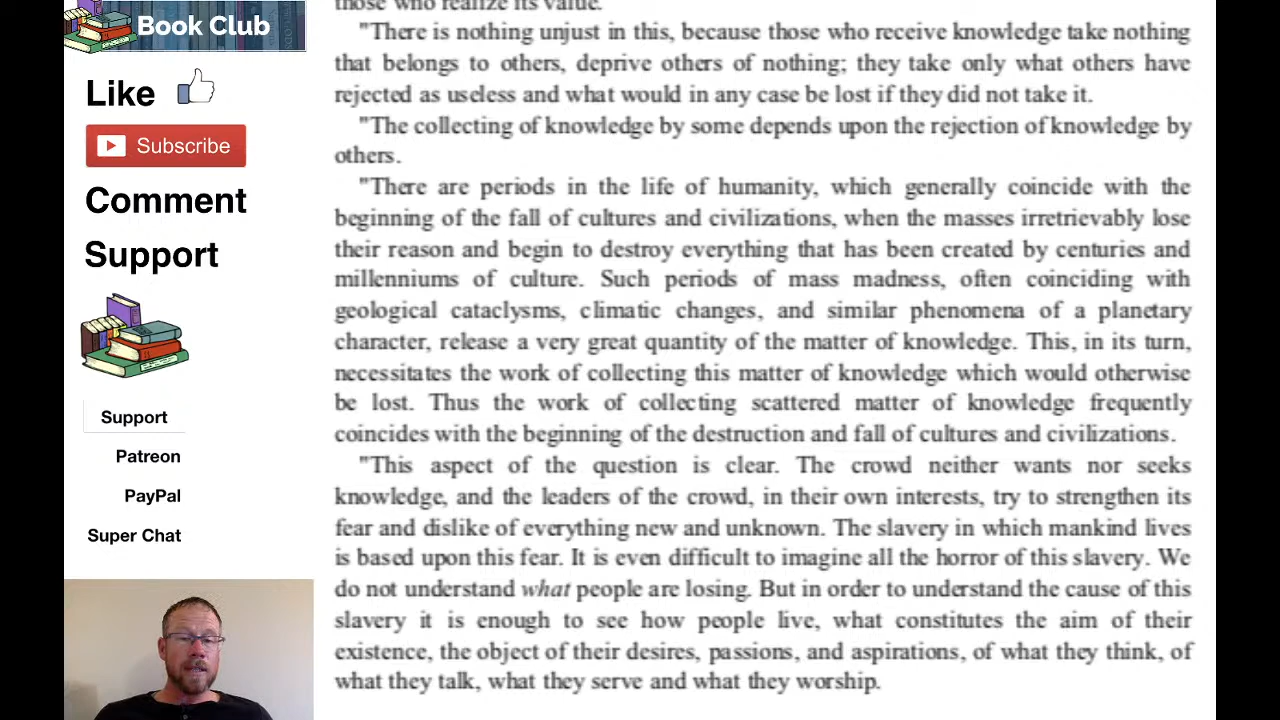 Book Club
Like
Subscribe
Comment
Support
Support
Patreon
PayPal
Super Chat
those who realize its value.
"There is nothing unjust in this, because those who receive knowledge take nothing
that belongs to others, deprive others of nothing; they take only what others have
rejected as useless and what would in any case be lost if they did not take it.
"The collecting of knowledge by some depends upon the rejection of knowledge by
others.
"There are periods in the life of humanity, which generally coincide with the
beginning of the fall of cultures and civilizations, when the masses irretrievably lose
their reason and begin to destroy everything that has been created by centuries and
millenniums of culture. Such periods of mass madness, often coinciding with
geological cataclysms, climatic changes, and similar phenomena of a planetary
character, release a very great quantity of the matter of knowledge. This, in its turn,
necessitates the work of collecting this matter of knowledge which would otherwise
be lost. Thus the work of collecting scattered matter of knowledge frequently
coincides with the beginning of the destruction and fall of cultures and civilizations.
"This aspect of the question is clear. The crowd neither wants nor seeks
knowledge, and the leaders of the crowd, in their own interests, try to strengthen its
fear and dislike of everything new and unknown. The slavery in which mankind lives
is based upon this fear. It is even difficult to imagine all the horror of this slavery. We
do not understand what people are losing. But in order to understand the cause of this
slavery it is enough to see how people live, what constitutes the aim of their
existence, the object of their desires, passions, and aspirations, of what they think, of
what they talk, what they serve and what they worship.